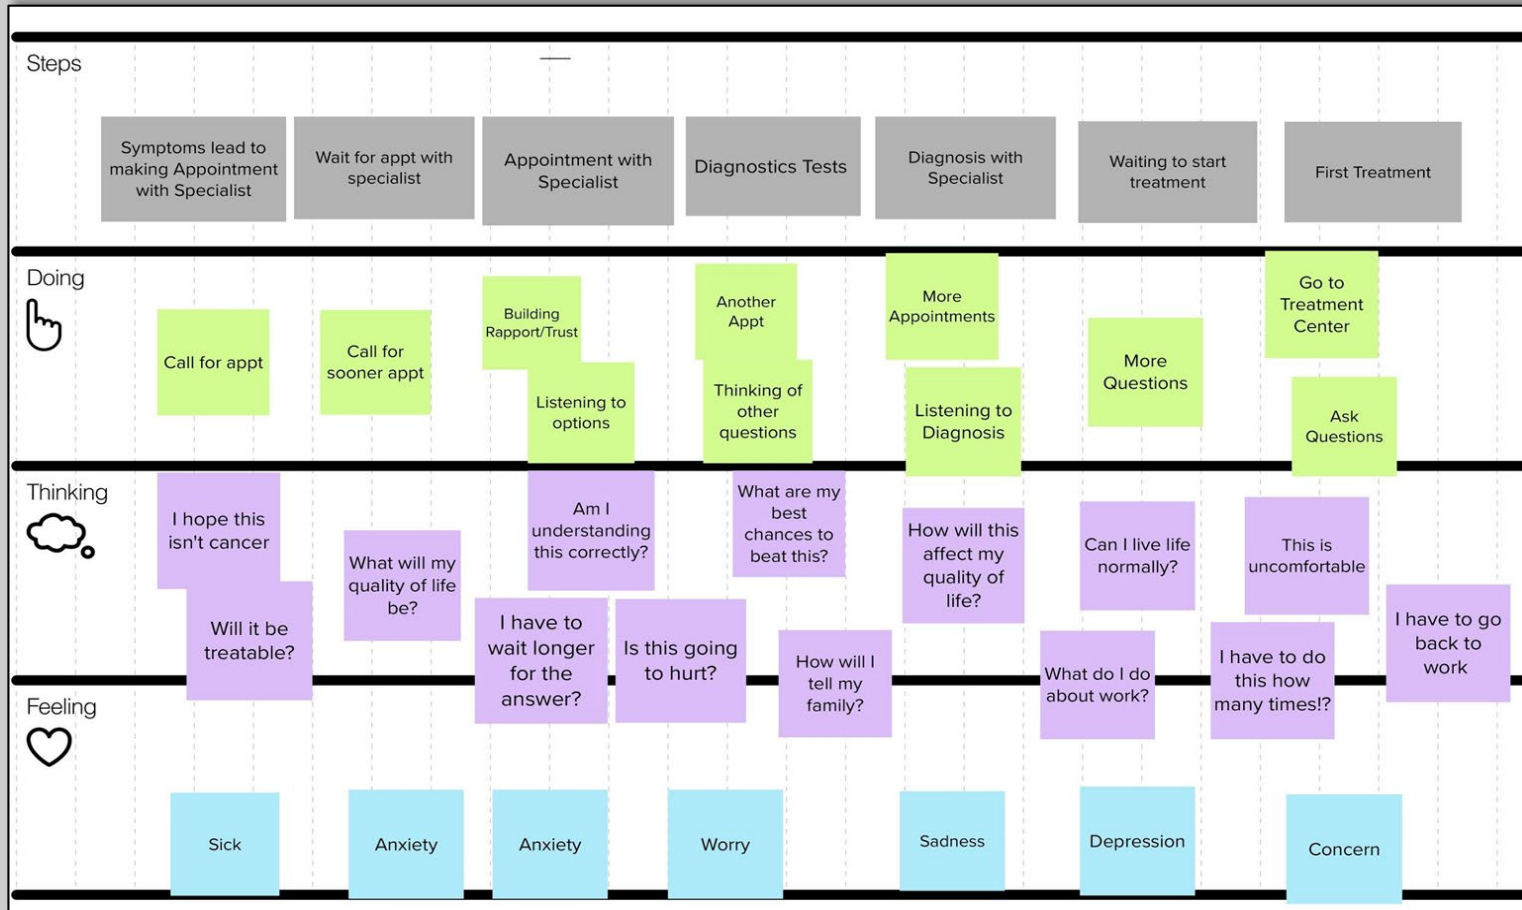 Steps
Symptoms lead to
making Appointment
with Specialist
Wait for appt with
specialist
Appointment with
Specialist
Diagnostics Tests
Diagnosis with
Specialist
Waiting to start
treatment
First Treatment
Doing
Call for appt
Call for
sooner appt
Building
Rapport/Trust
Listening to
options
Another
Appt
Thinking of
other
questions
More
Appointments
Listening to
Diagnosis
More
Questions
Go to
Treatment
Center
Ask
Questions
Thinking
I hope this
isn't cancer
Will it be
treatable?
What will my
quality of life
be?
Am I
understanding
this correctly?
I have to
wait longer
for the
answer?
Is this going
to hurt?
What are my
best
chances to
beat this?
How will I
tell my
family?
How will this
affect my
quality of
life?
Can I live life
normally?
What do I do
about work?
This is
uncomfortable
I have to do
this how
many times!?
I have to go
back to
work
Feeling
Sick
Anxiety
Anxiety
Worry
Sadness
Depression
Concern